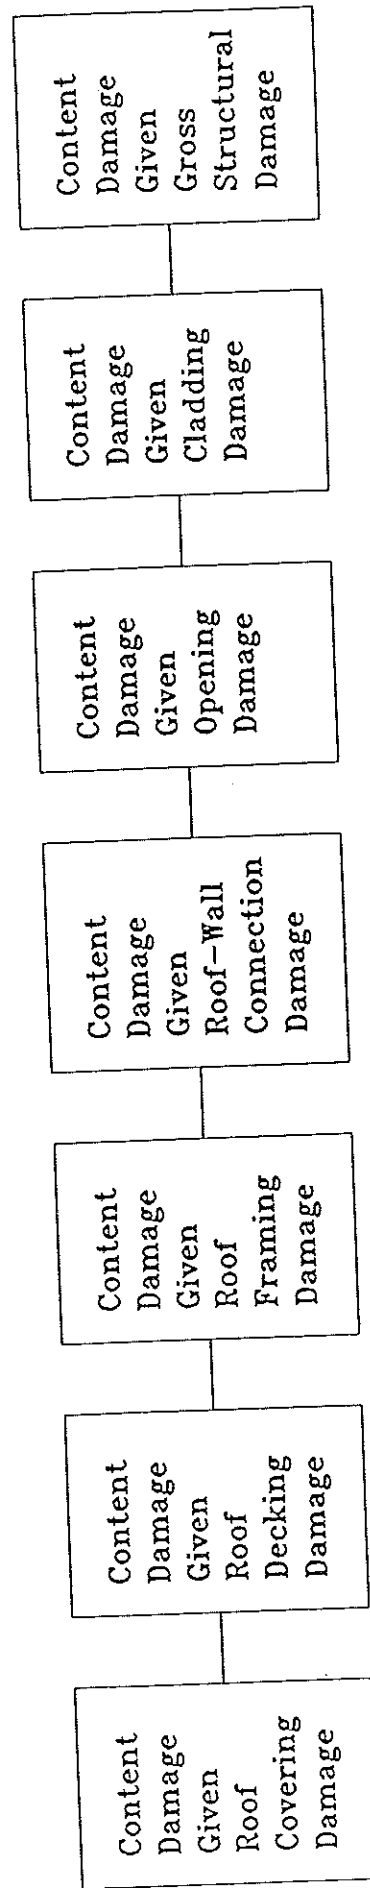 Content
Damage
Given
Roof
Covering
Damage
Content
Damage
Given
Roof
Decking
Damage
Content
Damage
Given
Roof
Framing
Damage
Content
Damage
Given
Roof-Wall
Connection
Damage
Content
Damage
Given
Opening
Damage
Content
Damage
Given
Cladding
Damage
Content
Damage
Given
Gross
Structural
Damage